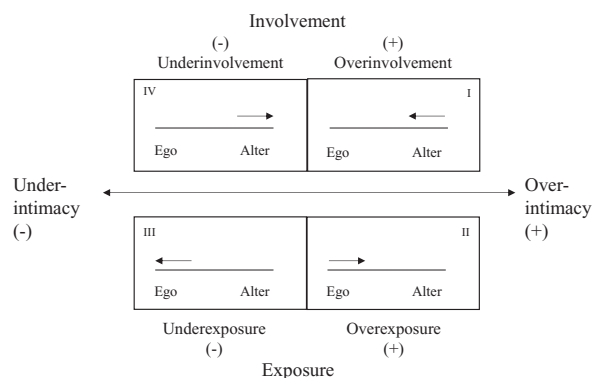 Involvement
(-) (+)
Underinvolvement Overinvolvement
IV I
Ego Alter Ego Alter
Under-
intimacy
(-)
Over-
intimacy
(+)
III II
Ego Alter Ego Alter
Underexposure Overexposure
(-) (+)
Exposure